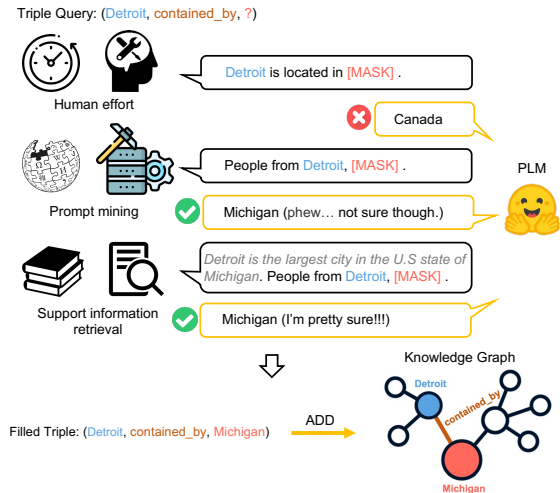 Triple Query: (Detroit, contained_by, ?)
Detroit is located in [MASK] .
Human effort
Canada
People from Detroit, [MASK] .
PLM
Prompt mining
Michigan (phew… not sure though.)
Detroit is the largest city in the U.S state of
Michigan. People from Detroit, [MASK] .
Support information
retrieval
Michigan (I'm pretty sure!!!)
Knowledge Graph
Detroit
contained_by
Filled Triple: (Detroit, contained_by, Michigan)
ADD
Michigan